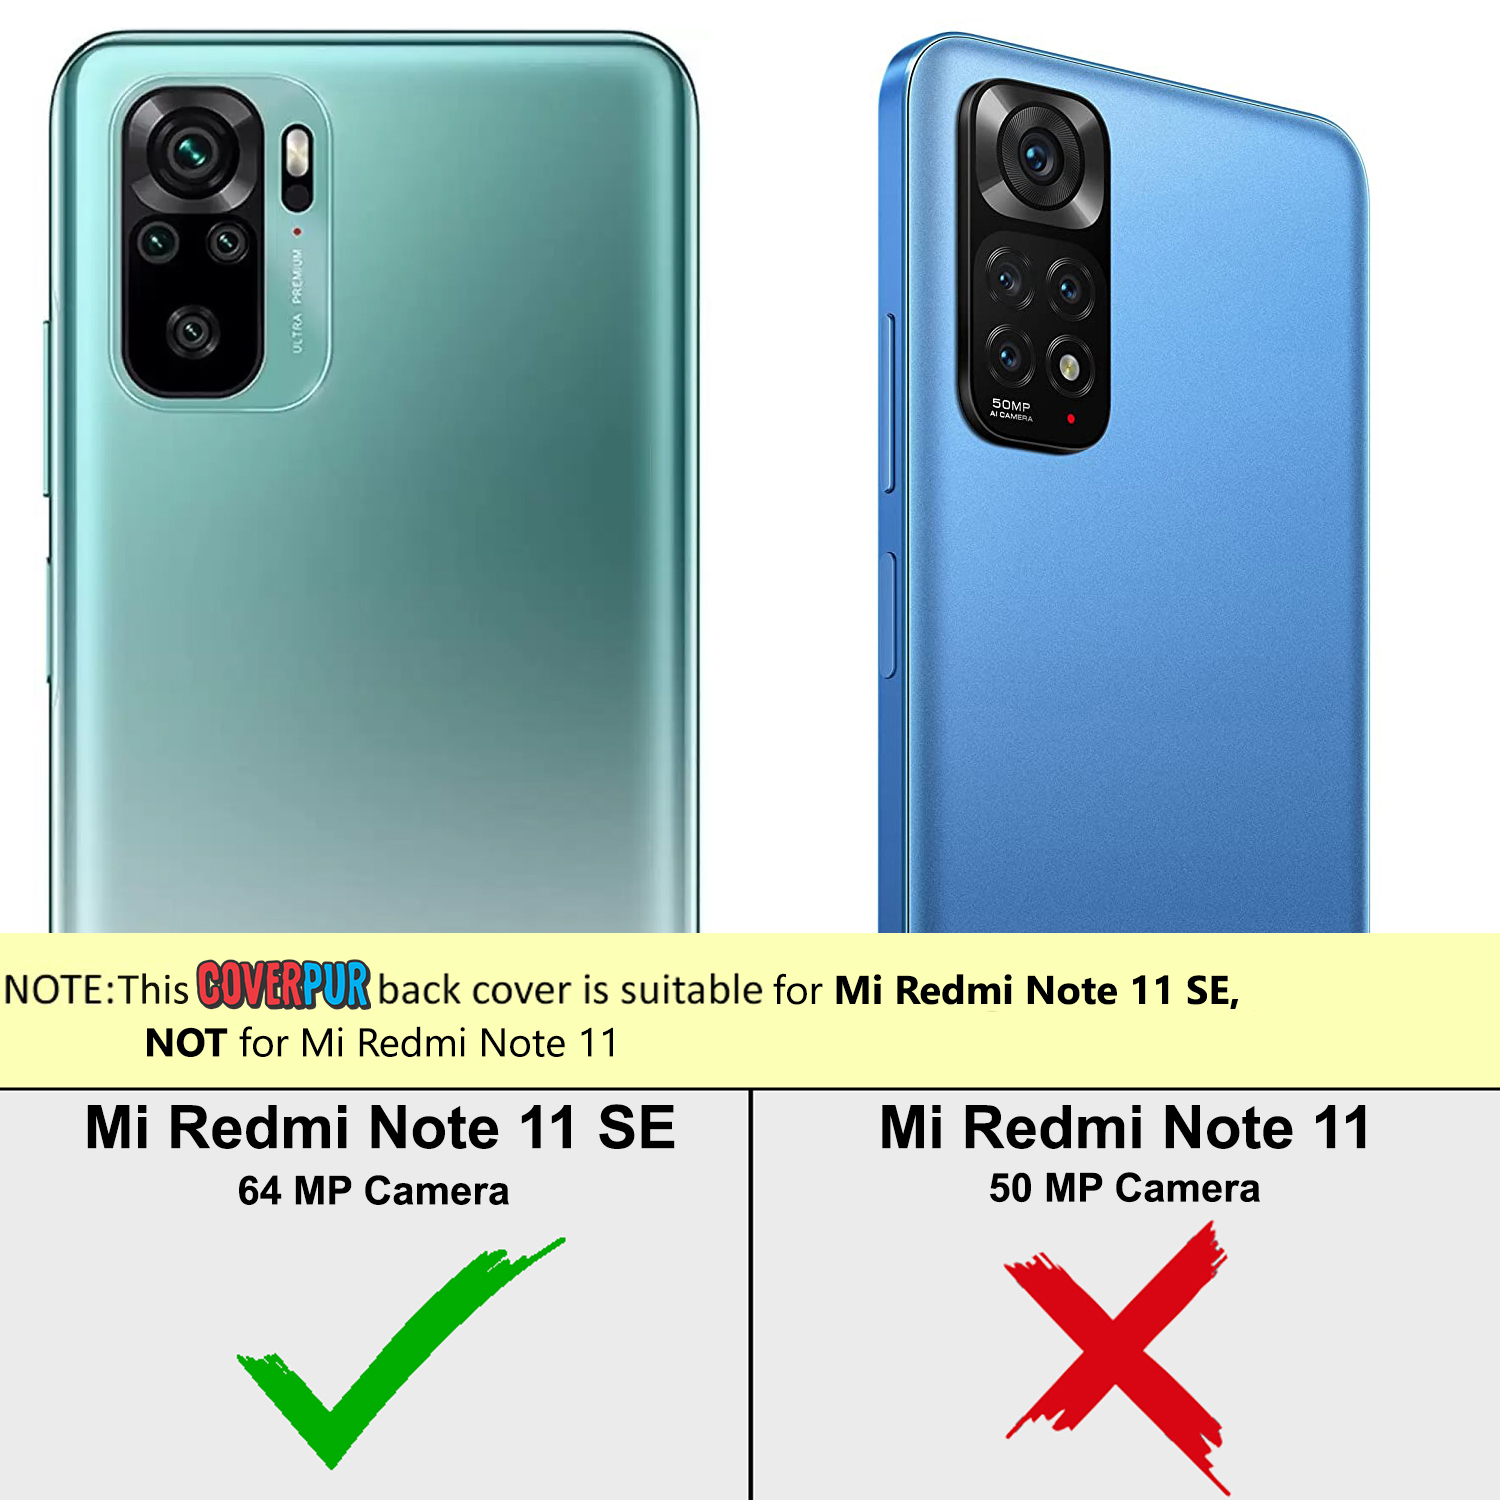 ULTRA PREMIUM
50MP
AI CAMERA
NOTE:This COVERPUR back cover is suitable for Mi Redmi Note 11 SE,
NOT for Mi Redmi Note 11
Mi Redmi Note 11 SE
64 MP Camera
Mi Redmi Note 11
50 MP Camera